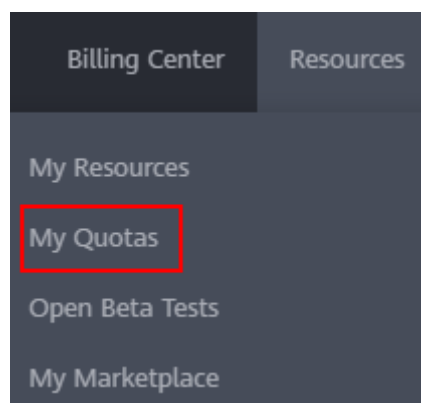 Billing Center Resources
My Resources
My Quotas
Open Beta Tests
My Marketplace